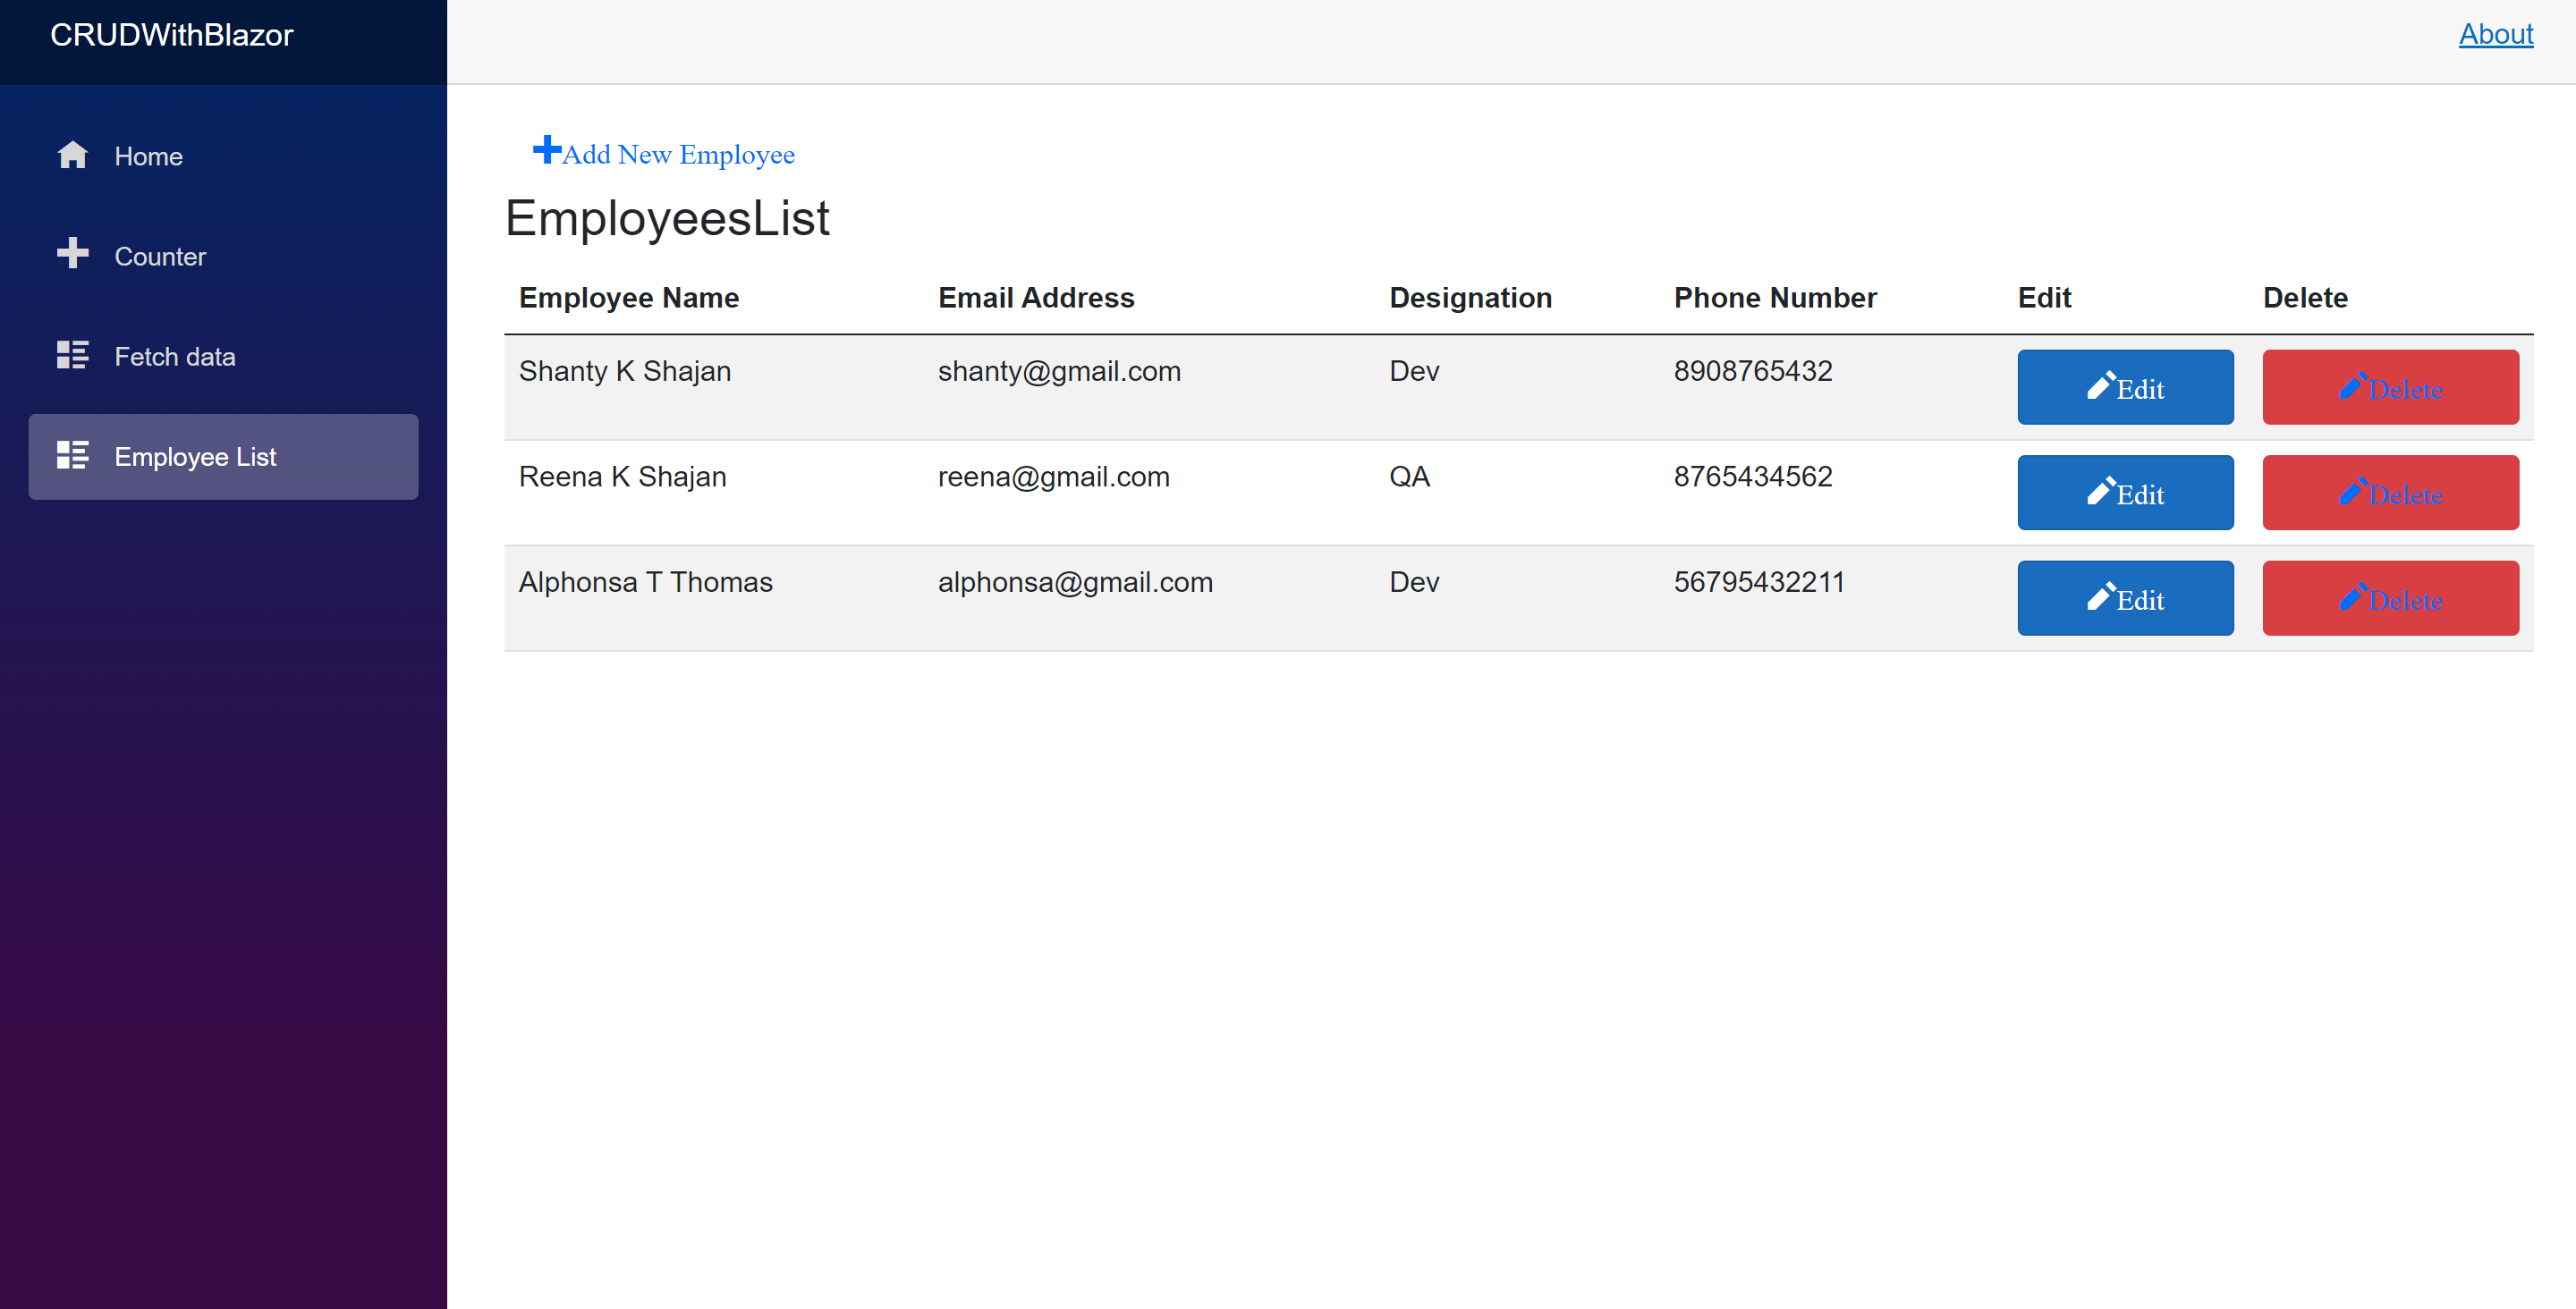 CRUDWithBlazor
About
Home
Counter
Fetch data
Employee List
Add New Employee
EmployeesList
Employee Name Email Address Designation Phone Number Edit Delete
Shanty K Shajan shanty@gmail.com Dev 8908765432 Edit Delete
Reena K Shajan reena@gmail.com QA 8765434562 Edit Delete
Alphonsa T Thomas alphonsa@gmail.com Dev 56795432211 Edit Delete